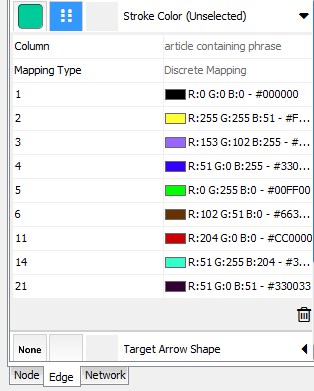 Stroke Color (Unselected)
Column article containing phrase
Mapping Type Discrete Mapping
1 R:0 G:0 B:0 - #000000
2 R:255 G:255 B:51 - #F...
3 R:153 G:102 B:255 - #...
4 R:51 G:0 B:255 - #330...
5 R:0 G:255 B:0 - #00FF00
6 R:102 G:51 B:0 - #663...
11 R:204 G:0 B:0 - #CC0000
14 R:51 G:255 B:204 - #3...
21 R:51 G:0 B:51 - #330033
None Target Arrow Shape
Node Edge Network